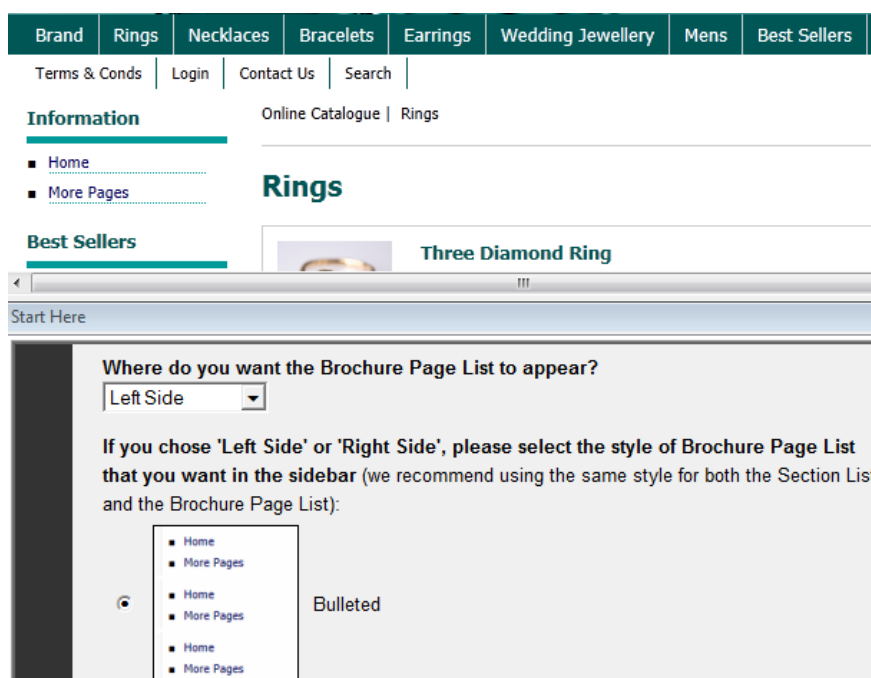 Brand Rings Necklaces Bracelets Earrings Wedding Jewellery Mens Best Sellers
Terms & Conds Login Contact Us Search
Information
Online Catalogue | Rings
Home
More Pages
Rings
Best Sellers
Three Diamond Ring
Start Here
Where do you want the Brochure Page List to appear?
Left Side
If you chose 'Left Side' or 'Right Side', please select the style of Brochure Page List
that you want in the sidebar (we recommend using the same style for both the Section Lis
and the Brochure Page List):
Home
More Pages
Home
More Pages
Bulleted
Home
More Pages